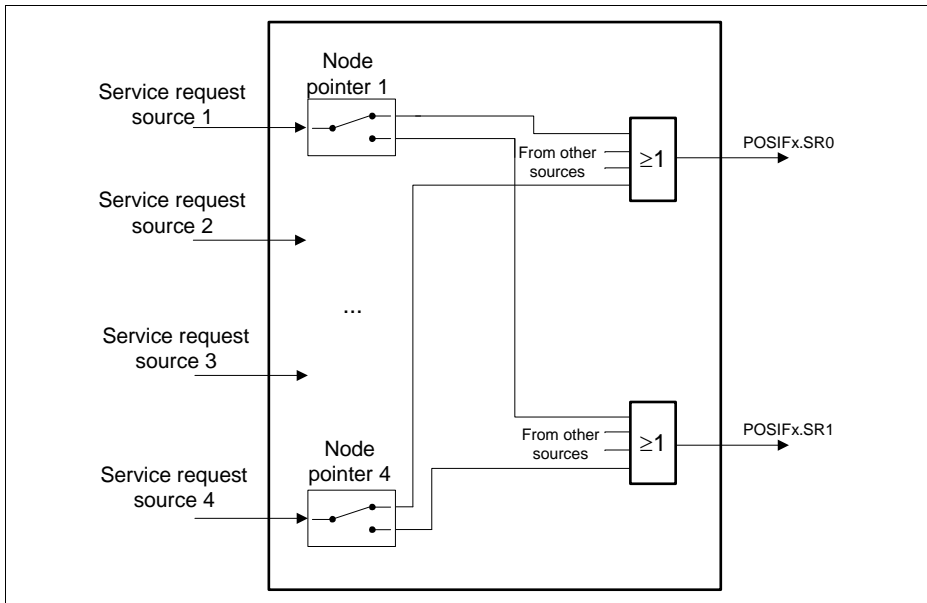 Node
pointer 1
Service request
source 1
From other
sources
≥1
POSIFx.SR0
Service request
source 2
...
Service request
source 3
From other
sources
≥1
POSIFx.SR1
Node
pointer 4
Service request
source 4